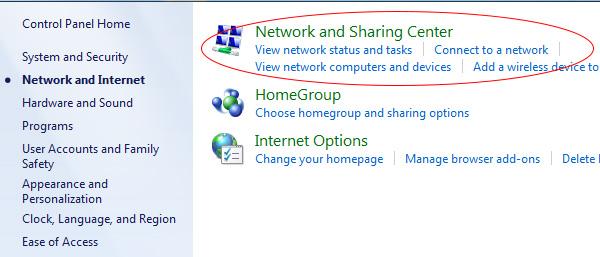 Control Panel Home
System and Security
Network and Internet
Hardware and Sound
Programs
User Accounts and Family
Safety
Appearance and
Personalization
Clock, Language, and Region
Ease of Access
Network and Sharing Center
View network status and tasks | Connect to a network |
View network computers and devices | Add a wireless device to
HomeGroup
Choose homegroup and sharing options
Internet Options
Change your homepage | Manage browser add-ons | Delete